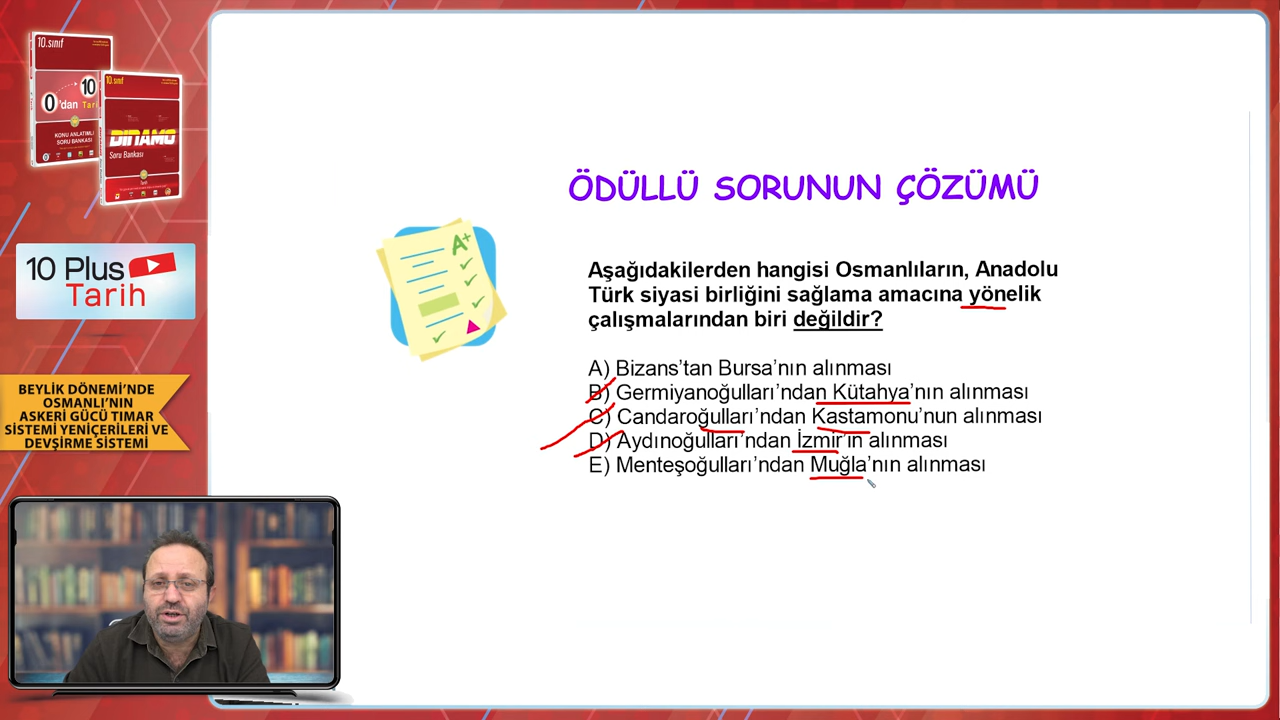 10.sınıf
0'dan 10
Tarih
KONU ANLATIMLI
SORU BANKASI
10.sınıf
DINAMO
Soru Bankası
Tarih
10 Plus
Tarih
BEYLİK DÖNEMİ'NDE
OSMANLI'NIN
ASKERİ GÜCÜ TIMAR
SİSTEMİ YENİÇERİLERİ VE
DEVŞİRME SİSTEMİ
ÖDÜLLÜ SORUNUN ÇÖZÜMÜ
A+
Aşağıdakilerden hangisi Osmanlıların, Anadolu
Türk siyasi birliğini sağlama amacına yönelik
çalışmalarından biri değildir?
A) Bizans'tan Bursa'nın alınması
B) Germiyanoğulları'ndan Kütahya'nın alınması
C) Candaroğulları'ndan Kastamonu'nun alınması
D) Aydınoğulları'ndan İzmir'in alınması
E) Menteşoğulları'ndan Muğla'nın alınması